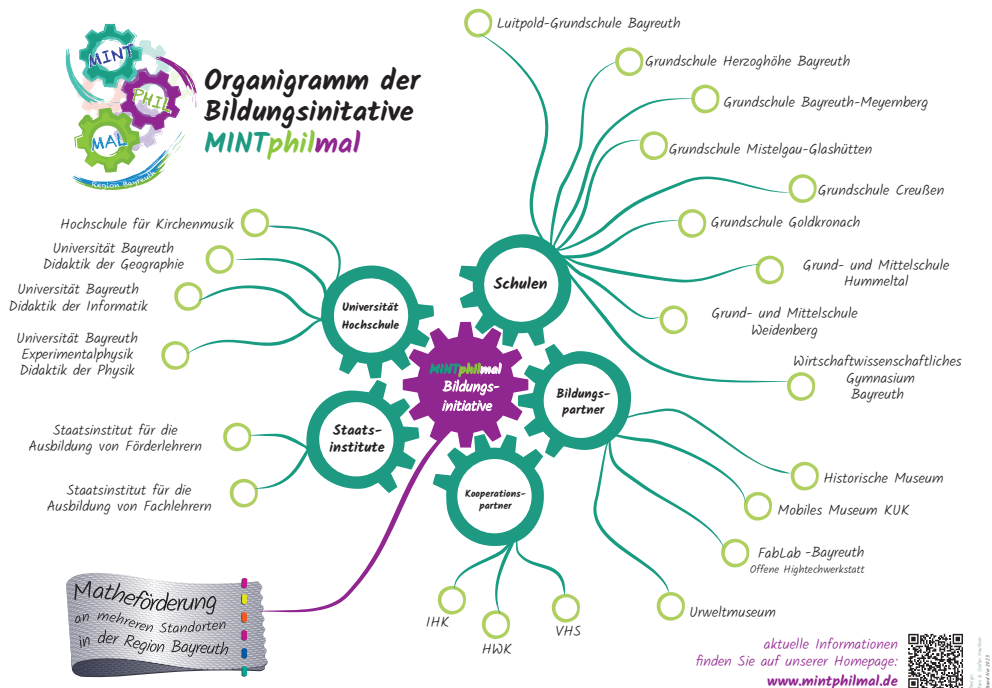 MINT
PHIL
MAL
Region Bayreuth
Organigramm der
Bildungsinitative
MINTphilmal
Luitpold-Grundschule Bayreuth
Grundschule Herzoghöhe Bayreuth
Grundschule Bayreuth-Meyernberg
Grundschule Mistelgau-Glashütten
Grundschule Creußen
Grundschule Goldkronach
Grund- und Mittelschule
Hummeltal
Grund- und Mittelschule
Weidenberg
Wirtschaftwissenschaftliches
Gymnasium
Bayreuth
Schulen
Hochschule für Kirchenmusik
Universität Bayreuth
Didaktik der Geographie
Universität Bayreuth
Didaktik der Informatik
Universität Bayreuth
Experimentalphysik
Didaktik der Physik
Universität
Hochschule
MINTphilmal
Bildungs-
initiative
Bildungs-
partner
Staats-
institute
Kooperations-
partner
Staatsinstitut für die
Ausbildung von Förderlehrern
Staatsinstitut für die
Ausbildung von Fachlehrern
Historische Museum
Mobiles Museum KUK
FabLab -Bayreuth
Offene Hightechwerkstatt
Urweltmuseum
IHK
HWK
VHS
Matheförderung
an mehreren Standorten
in der Region Bayreuth
aktuelle Informationen
finden Sie auf unserer Homepage:
www.mintphilmal.de